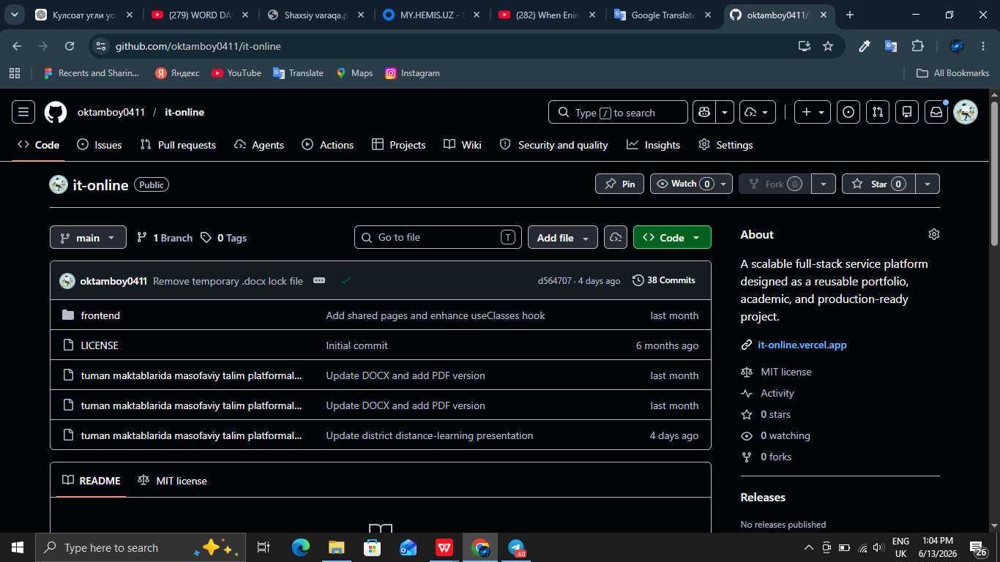 Кулсоат угли уо
(279) WORD DA
Shaxsiy varaqa.p
MY.HEMIS.UZ -
(282) When Enim
Google Translate
oktamboy0411/i
github.com/oktamboy0411/it-online
Recents and Sharin...
Яндекс
YouTube
Translate
Maps
Instagram
All Bookmarks
oktamboy0411 / it-online
Type / to search
Code
Issues
Pull requests
Agents
Actions
Projects
Wiki
Security and quality
Insights
Settings
it-online Public
Pin
Watch 0
Fork 0
Star 0
main
1 Branch
0 Tags
Go to file T
Add file
Code
oktamboy0411 Remove temporary .docx lock file
d564707 · 4 days ago
38 Commits
frontend Add shared pages and enhance useClasses hook last month
LICENSE Initial commit 6 months ago
tuman maktablarida masofaviy talim platformal... Update DOCX and add PDF version last month
tuman maktablarida masofaviy talim platformal... Update DOCX and add PDF version last month
tuman maktablarida masofaviy talim platformal... Update district distance-learning presentation 4 days ago
README
MIT license
About
A scalable full-stack service platform
designed as a reusable portfolio,
academic, and production-ready
project.
it-online.vercel.app
MIT license
Activity
0 stars
0 watching
0 forks
Releases
No releases published
Type here to search
.60
ENG
UK
1:04 PM
6/13/2026
26